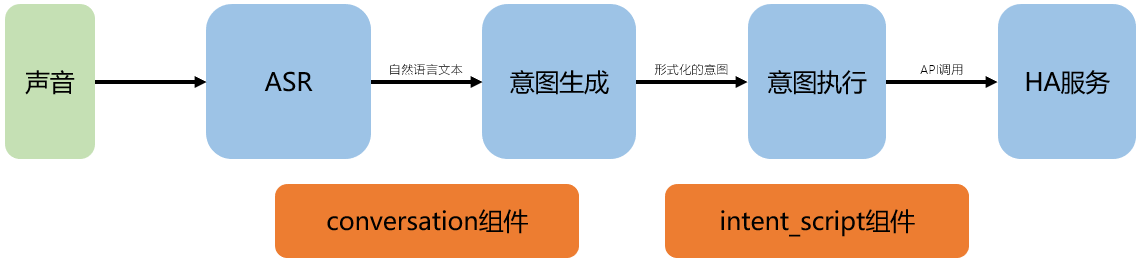 声音
ASR
自然语言文本
意图生成
形式化的意图
意图执行
API调用
HA服务
conversation组件
intent_script组件